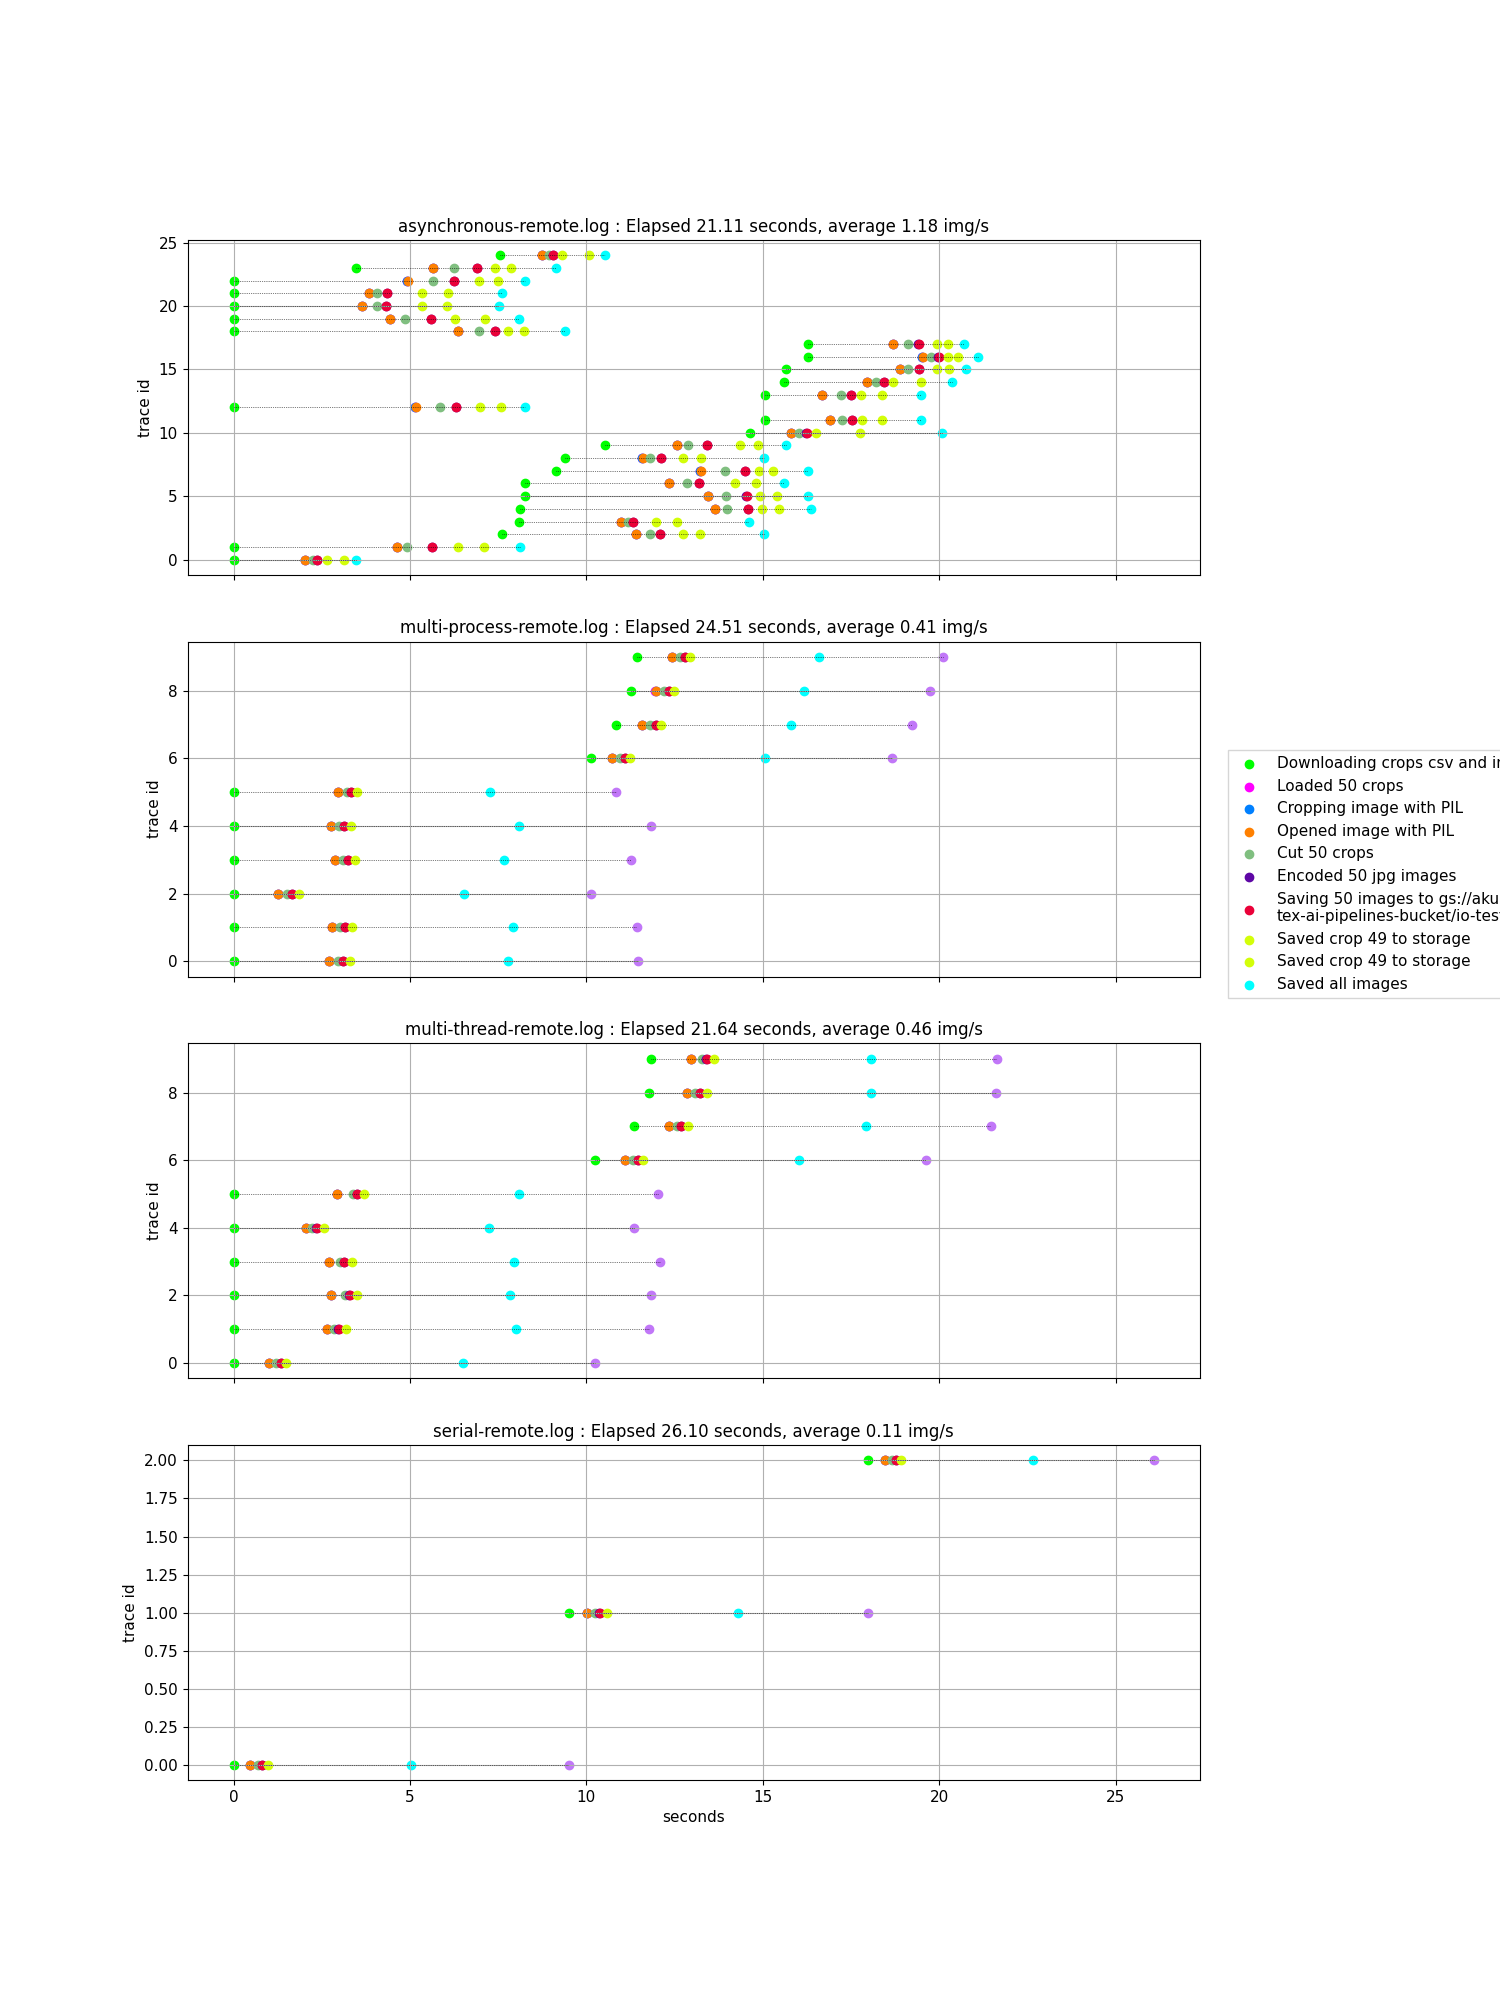 asynchronous-remote.log : Elapsed 21.11 seconds, average 1.18 img/s
25
20
15
10
5
0
trace id
multi-process-remote.log : Elapsed 24.51 seconds, average 0.41 img/s
8
6
4
2
0
trace id
Downloading crops csv and i
Loaded 50 crops
Cropping image with PIL
Opened image with PIL
Cut 50 crops
Encoded 50 jpg images
Saving 50 images to gs://aku
tex-ai-pipelines-bucket/io-tes
Saved crop 49 to storage
Saved crop 49 to storage
Saved all images
multi-thread-remote.log : Elapsed 21.64 seconds, average 0.46 img/s
8
6
4
2
0
trace id
serial-remote.log : Elapsed 26.10 seconds, average 0.11 img/s
2.00
1.75
1.50
1.25
1.00
0.75
0.50
0.25
0.00
trace id
0 5 10 15 20 25
seconds